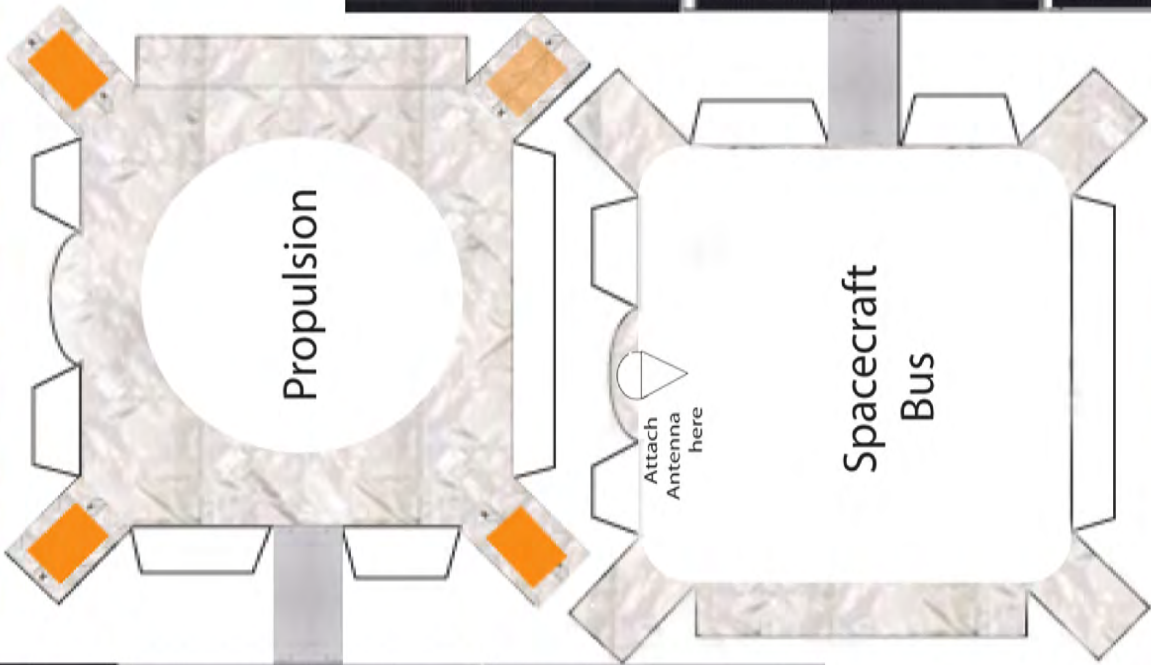 Propulsion
Attach
Antenna
here
Spacecraft
Bus